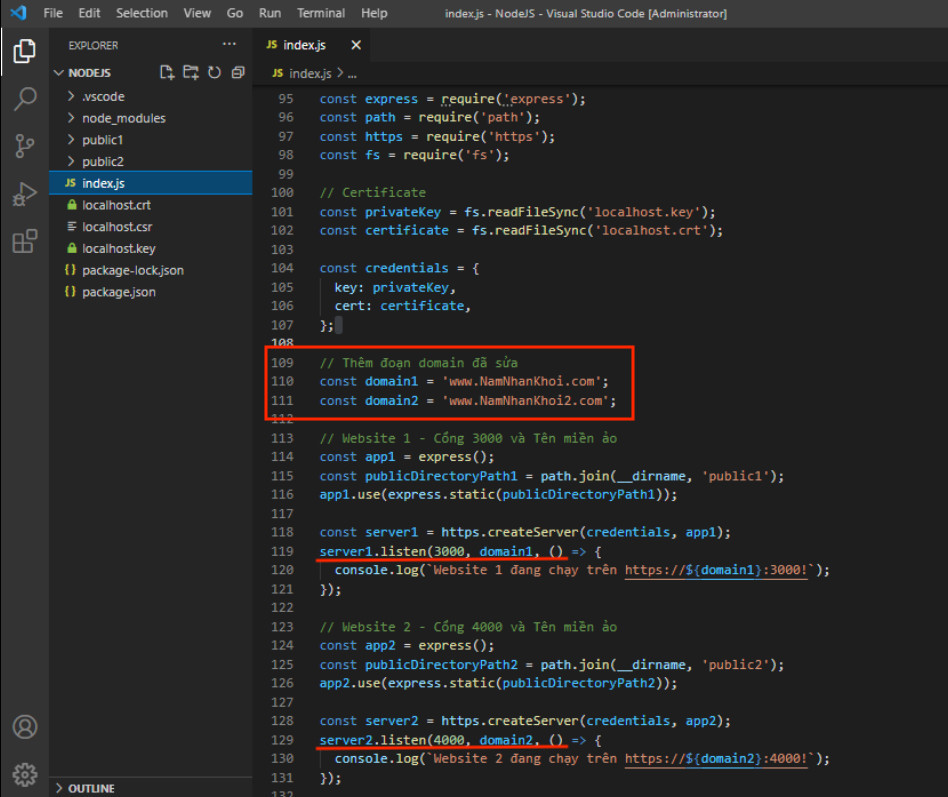 File Edit Selection View Go Run Terminal Help index.js - NodeJS - Visual Studio Code [Administrator]
EXPLORER ...
NODEJS
.vscode
node_modules
public1
public2
JS index.js
localhost.crt
localhost.csr
localhost.key
{} package-lock.json
{} package.json
OUTLINE
JS index.js ×
JS index.js > ...
95 const express = require('express');
96 const path = require('path');
97 const https = require('https');
98 const fs = require('fs');
99
100 // Certificate
101 const privateKey = fs.readFileSync('localhost.key');
102 const certificate = fs.readFileSync('localhost.crt');
103
104 const credentials = {
105 key: privateKey,
106 cert: certificate,
107 };
108
109 // Thêm đoạn domain đã sửa
110 const domain1 = 'www.NamNhanKhoi.com';
111 const domain2 = 'www.NamNhanKhoi2.com';
112
113 // Website 1 - Cổng 3000 và Tên miền ảo
114 const app1 = express();
115 const publicDirectoryPath1 = path.join(__dirname, 'public1');
116 app1.use(express.static(publicDirectoryPath1));
117
118 const server1 = https.createServer(credentials, app1);
119 server1.listen(3000, domain1, () => {
120 console.log(`Website 1 đang chạy trên https://${domain1}:3000!`);
121 });
122
123 // Website 2 - Cổng 4000 và Tên miền ảo
124 const app2 = express();
125 const publicDirectoryPath2 = path.join(__dirname, 'public2');
126 app2.use(express.static(publicDirectoryPath2));
127
128 const server2 = https.createServer(credentials, app2);
129 server2.listen(4000, domain2, () => {
130 console.log(`Website 2 đang chạy trên https://${domain2}:4000!`);
131 });
132